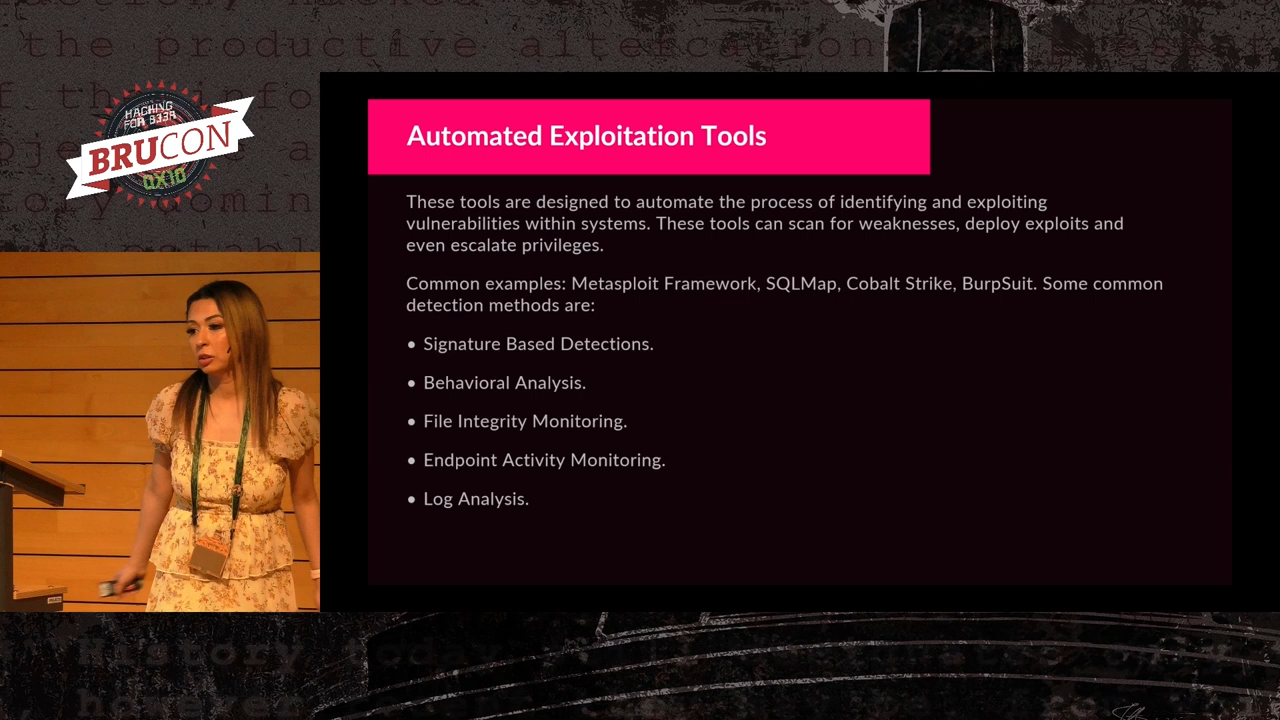 the productive altercation
HACKING
FOR B33R
BRUCON
0X10
Automated Exploitation Tools
These tools are designed to automate the process of identifying and exploiting
vulnerabilities within systems. These tools can scan for weaknesses, deploy exploits and
even escalate privileges.
Common examples: Metasploit Framework, SQLMap, Cobalt Strike, BurpSuit. Some common
detection methods are:
• Signature Based Detections.
• Behavioral Analysis.
• File Integrity Monitoring.
• Endpoint Activity Monitoring.
• Log Analysis.
History today
however